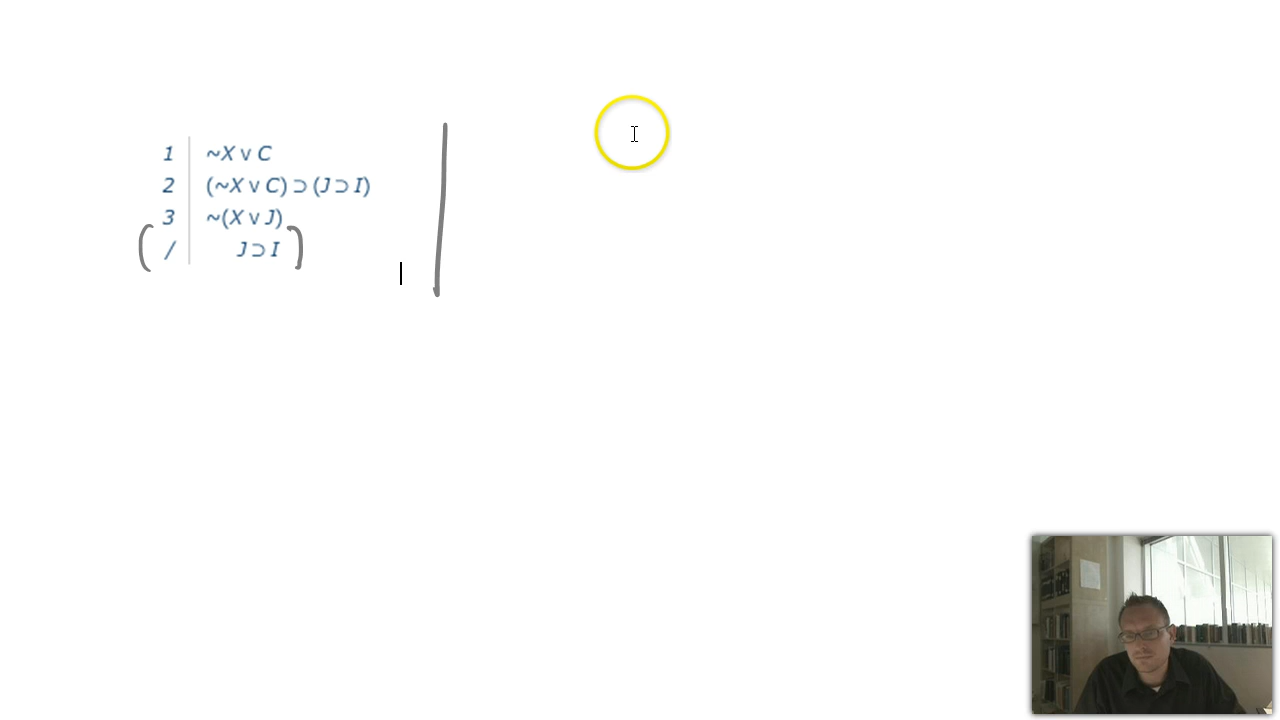 1 ~X v C
2 (~X v C) ⊃ (J ⊃ I)
3 ~(X v J)
/ J ⊃ I